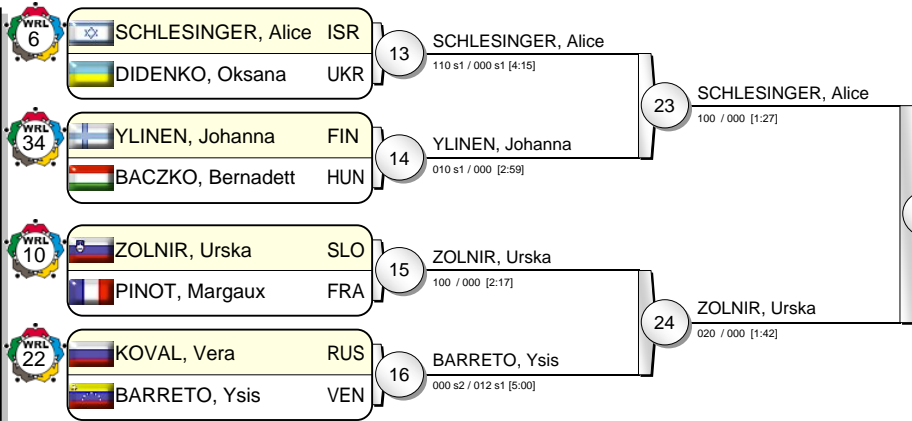 WRL
6
SCHLESINGER, Alice ISR
DIDENKO, Oksana UKR
13
SCHLESINGER, Alice
110 s1 / 000 s1 [4:15]
WRL
34
YLINEN, Johanna FIN
BACZKO, Bernadett HUN
14
YLINEN, Johanna
010 s1 / 000 [2:59]
23
SCHLESINGER, Alice
100 / 000 [1:27]
WRL
10
ZOLNIR, Urska SLO
PINOT, Margaux FRA
15
ZOLNIR, Urska
100 / 000 [2:17]
WRL
22
KOVAL, Vera RUS
BARRETO, Ysis VEN
16
BARRETO, Ysis
000 s2 / 012 s1 [5:00]
24
ZOLNIR, Urska
020 / 000 [1:42]